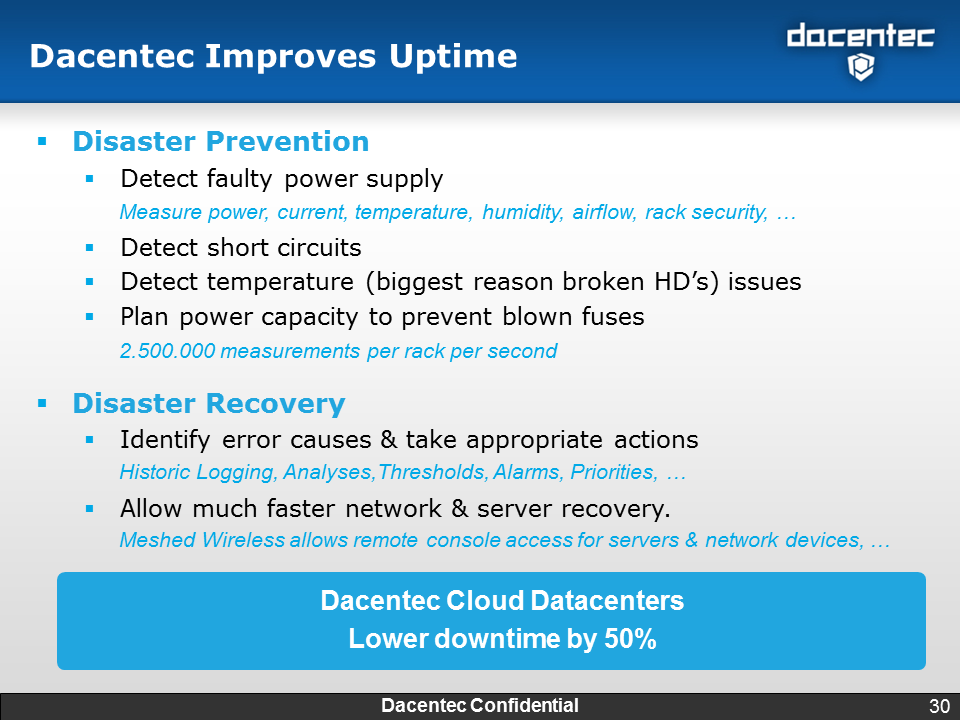 Dacentec Improves Uptime
dacentec
▪ Disaster Prevention
▪ Detect faulty power supply
Measure power, current, temperature, humidity, airflow, rack security, …
▪ Detect short circuits
▪ Detect temperature (biggest reason broken HD’s) issues
▪ Plan power capacity to prevent blown fuses
2.500.000 measurements per rack per second
▪ Disaster Recovery
▪ Identify error causes & take appropriate actions
Historic Logging, Analyses,Thresholds, Alarms, Priorities, …
▪ Allow much faster network & server recovery.
Meshed Wireless allows remote console access for servers & network devices, …
Dacentec Cloud Datacenters
Lower downtime by 50%
Dacentec Confidential
30